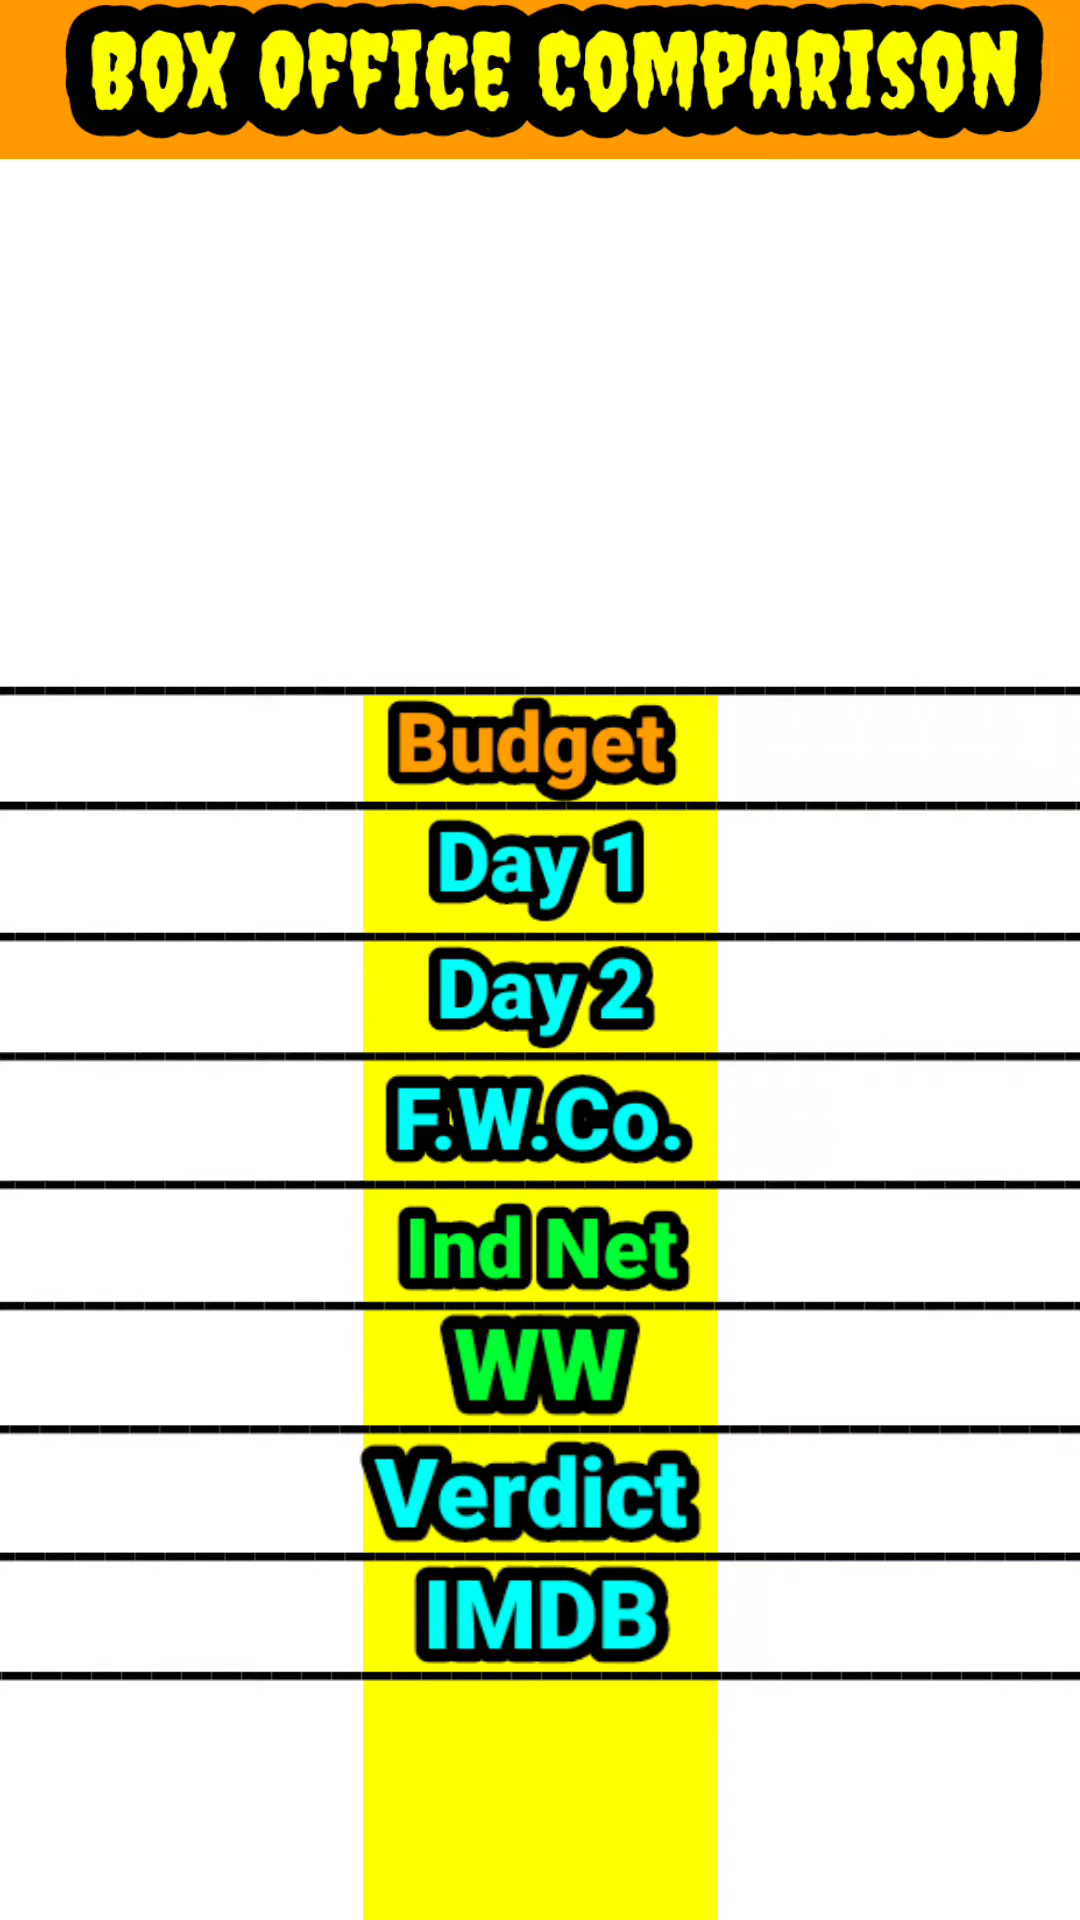 BOX OFFICE COMPARISON
Budget
Day 1
Day 2
F.W.Co.
Ind Net
WW
Verdict
IMDB